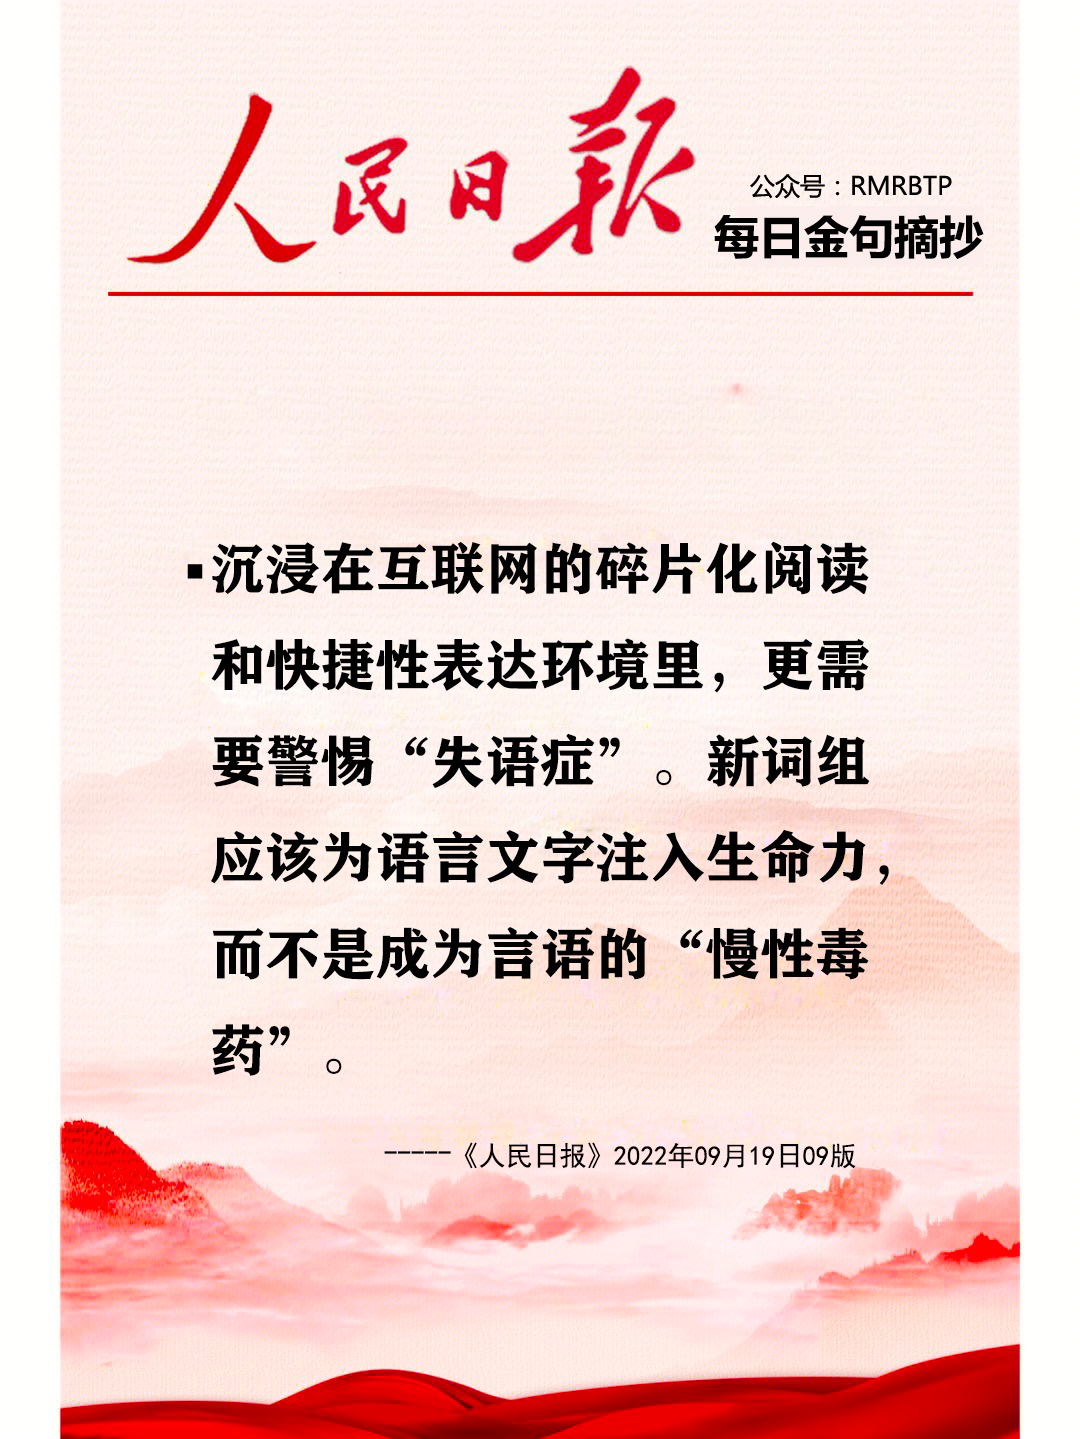 人民日报
公众号：RMRBTP
每日金句摘抄
▪沉浸在互联网的碎片化阅读
和快捷性表达环境里，更需
要警惕“失语症”。新词组
应该为语言文字注入生命力，
而不是成为言语的“慢性毒
药”。
-----《人民日报》2022年09月19日09版